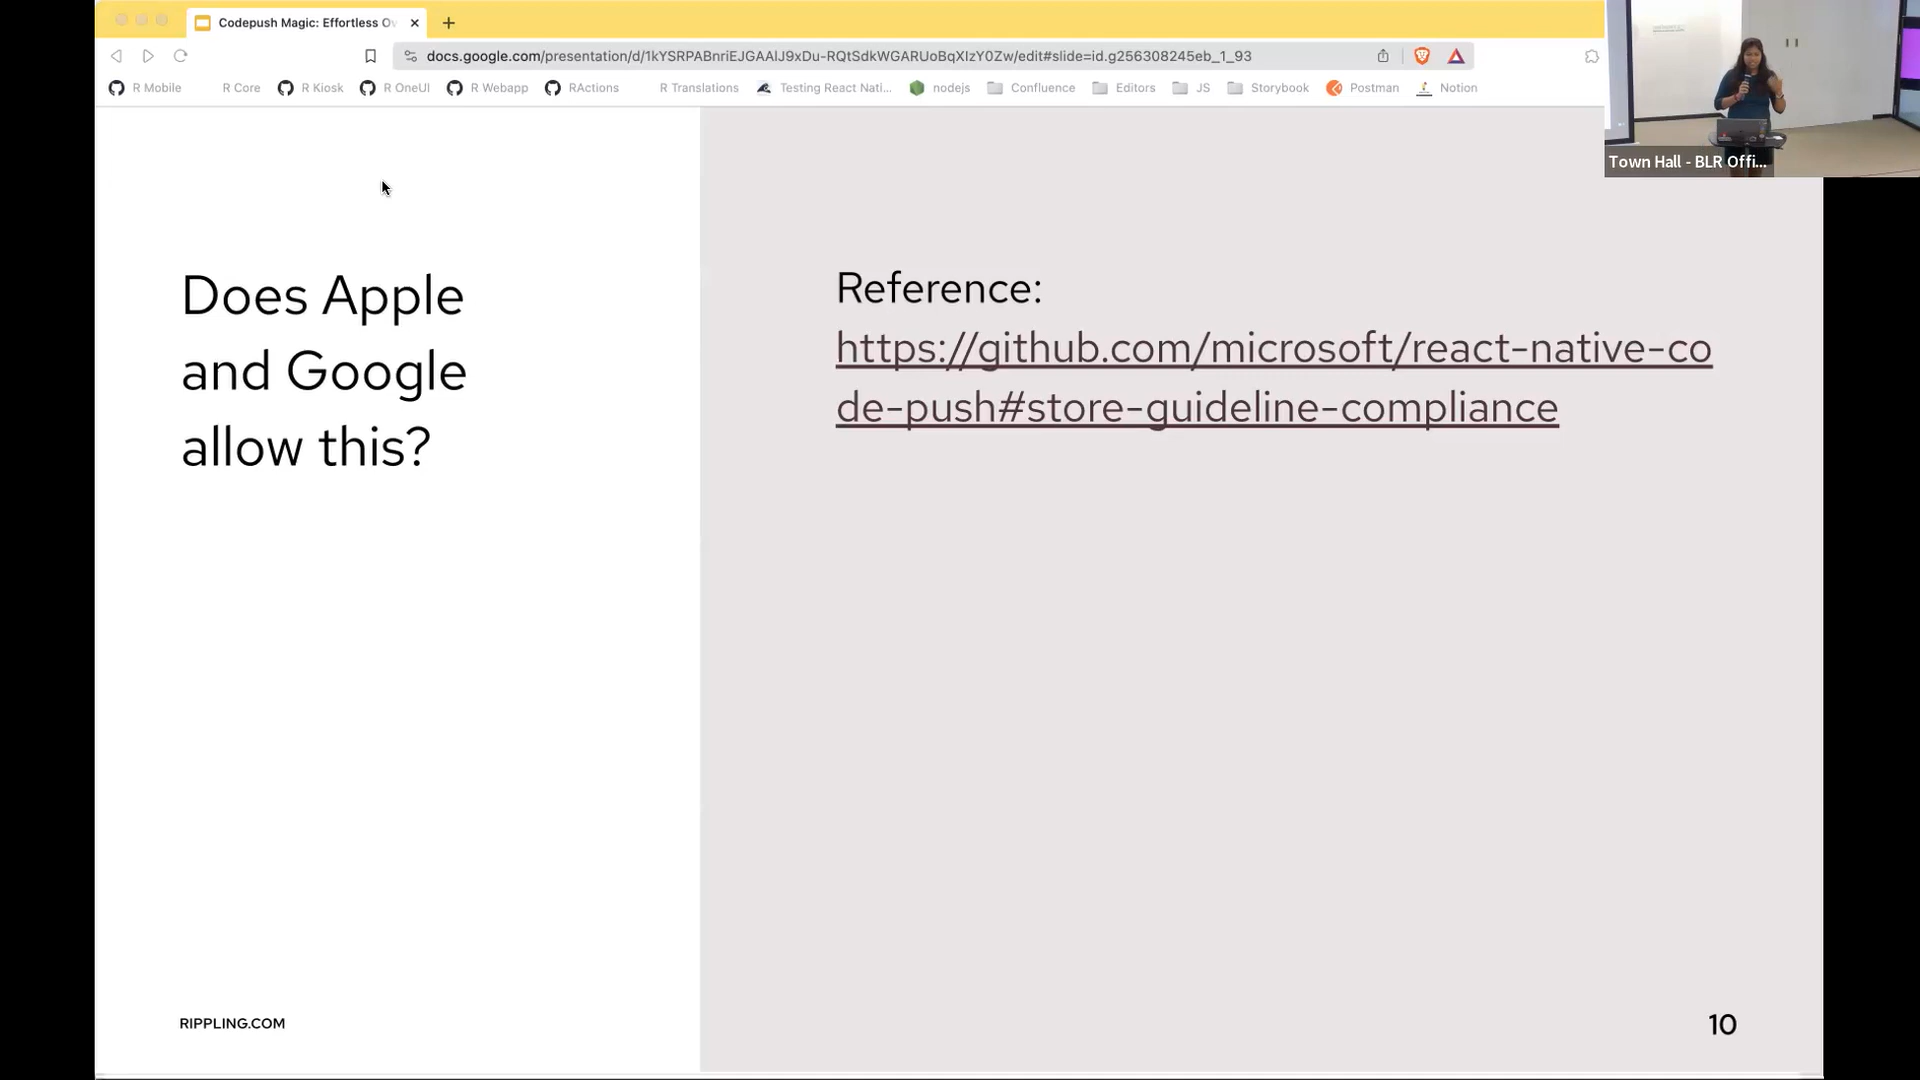 Codepush Magic: Effortless Ov
docs.google.com/presentation/d/1kYSRPABnriEJGAAlJ9xDu-RQtSdkWGARUoBqXIzY0Zw/edit#slide=id.g256308245eb_1_93
R Mobile R Core R Kiosk R OneUI R Webapp RActions R Translations Testing React Nati... nodejs Confluence Editors JS Storybook Postman Notion
Town Hall - BLR Offi...
Does Apple
and Google
allow this?
Reference:
https://github.com/microsoft/react-native-co
de-push#store-guideline-compliance
RIPPLING.COM
10